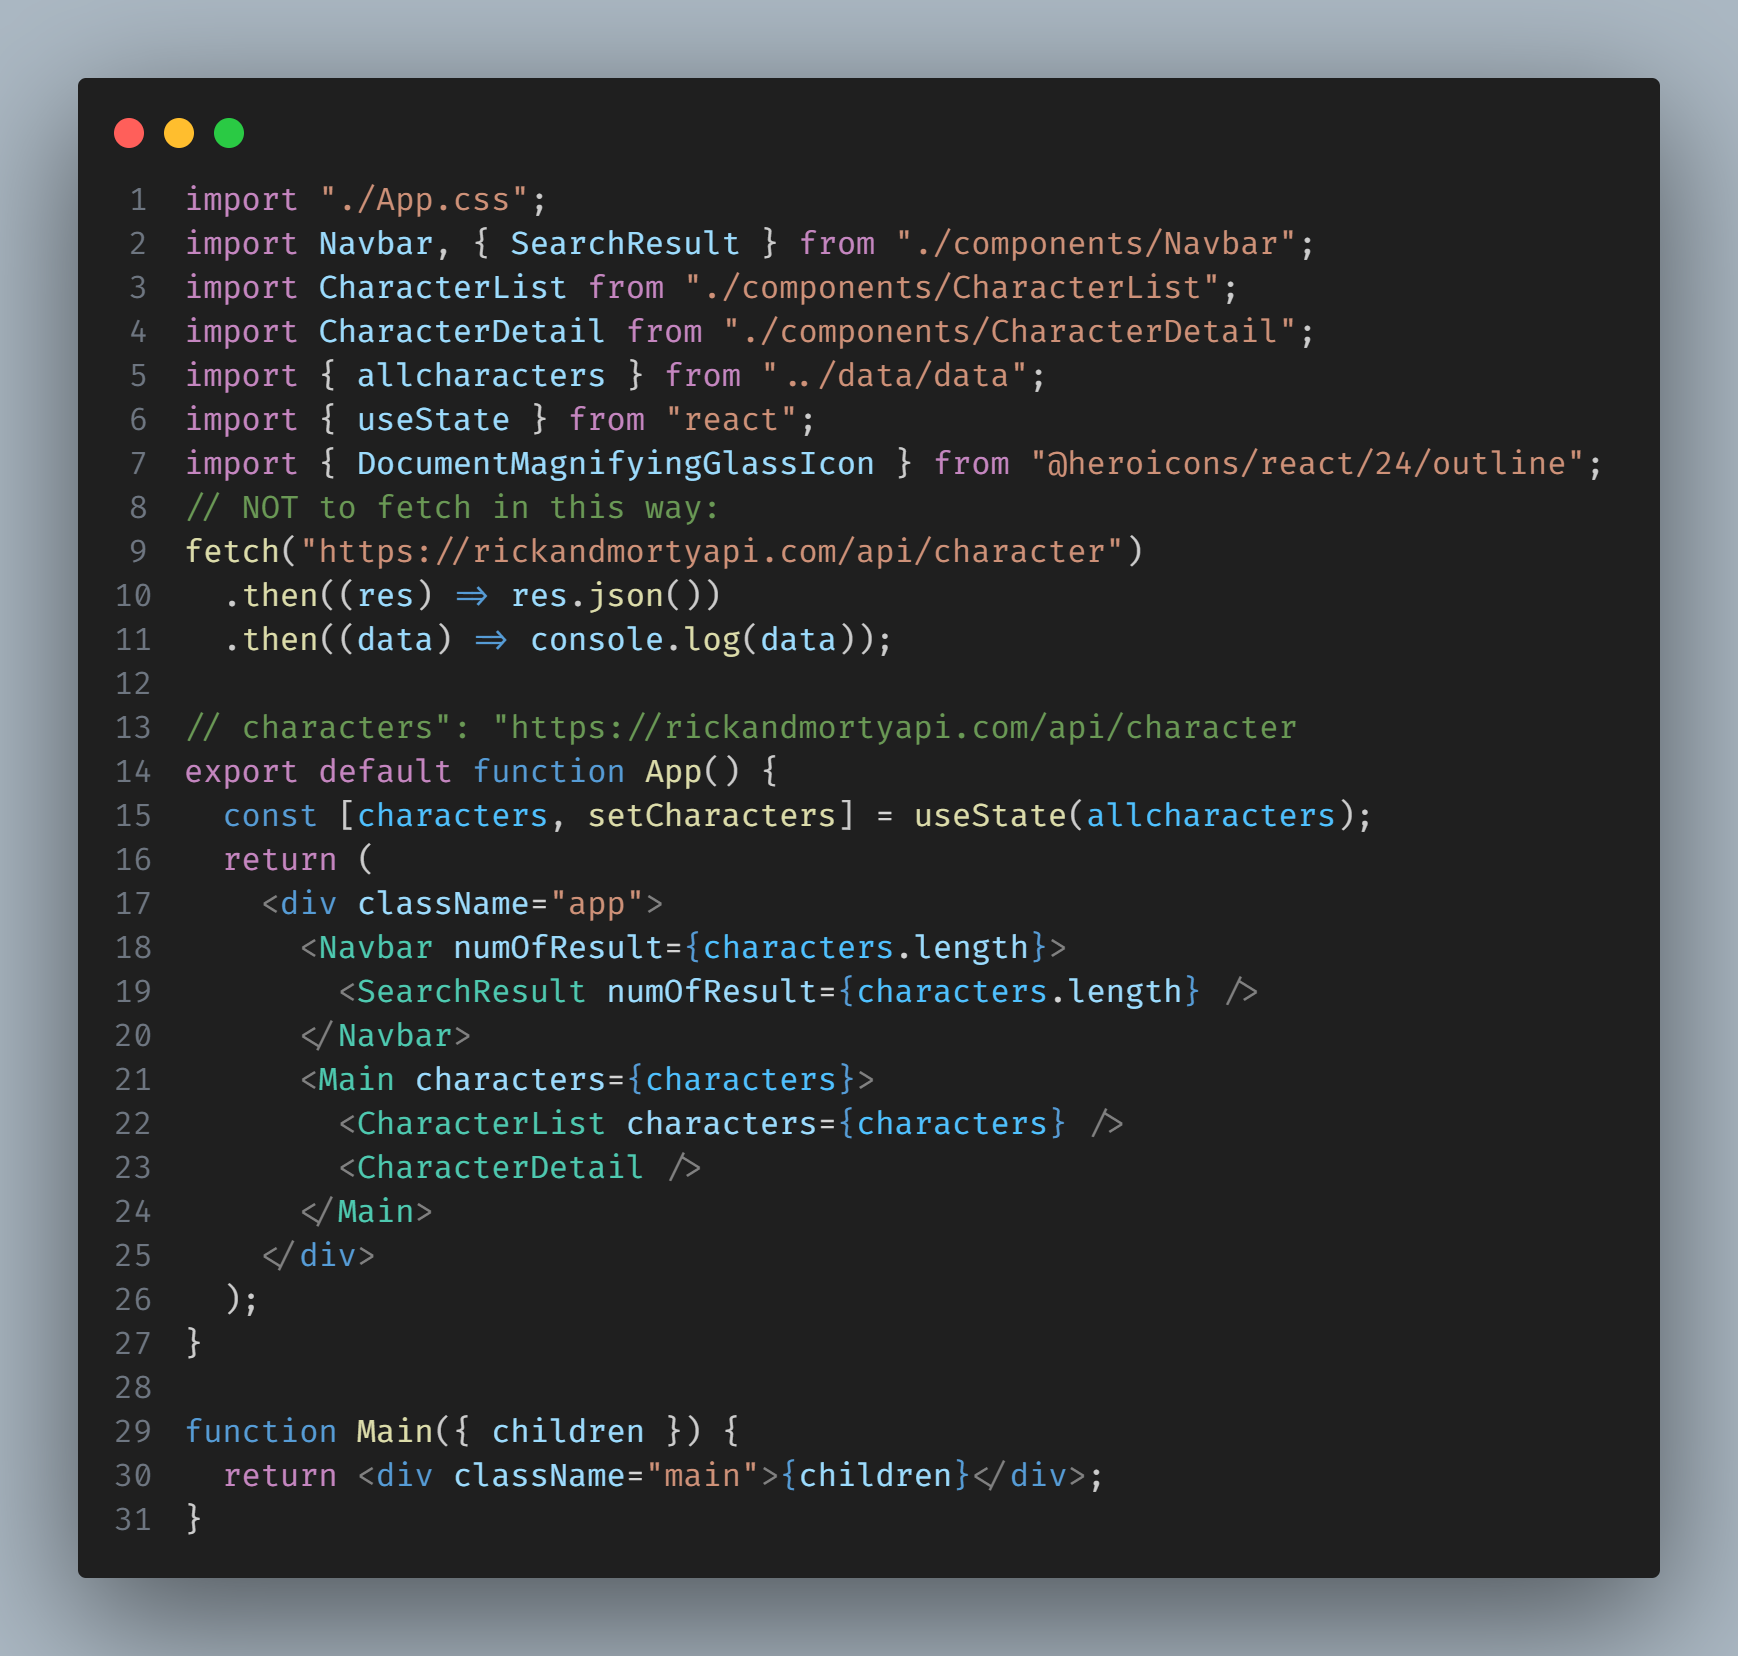 1 import "./App.css";
2 import Navbar, { SearchResult } from "./components/Navbar";
3 import CharacterList from "./components/CharacterList";
4 import CharacterDetail from "./components/CharacterDetail";
5 import { allcharacters } from "../data/data";
6 import { useState } from "react";
7 import { DocumentMagnifyingGlassIcon } from "@heroicons/react/24/outline";
8 // NOT to fetch in this way:
9 fetch("https://rickandmortyapi.com/api/character")
10   .then((res) => res.json())
11   .then((data) => console.log(data));
12
13 // characters": "https://rickandmortyapi.com/api/character
14 export default function App() {
15   const [characters, setCharacters] = useState(allcharacters);
16   return (
17     <div className="app">
18       <Navbar numOfResult={characters.length}>
19         <SearchResult numOfResult={characters.length} />
20       </Navbar>
21       <Main characters={characters}>
22         <CharacterList characters={characters} />
23         <CharacterDetail />
24       </Main>
25     </div>
26   );
27 }
28
29 function Main({ children }) {
30   return <div className="main">{children}</div>;
31 }